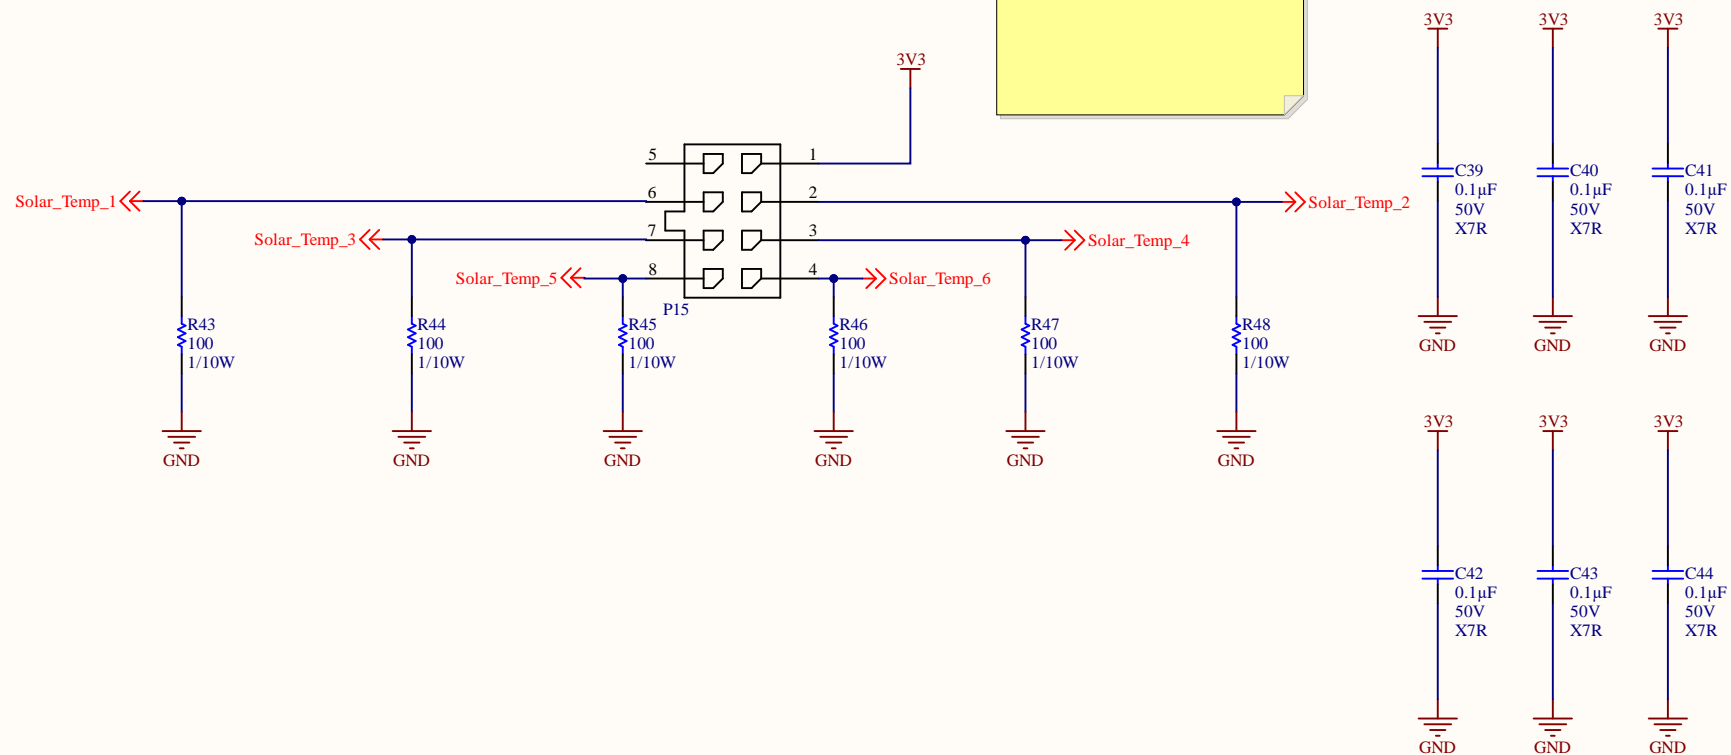 3V3
3V3
3V3
3V3
5
1
C39
0.1µF
50V
X7R
C40
0.1µF
50V
X7R
C41
0.1µF
50V
X7R
Solar_Temp_1
6
2
Solar_Temp_2
Solar_Temp_3
7
3
Solar_Temp_4
Solar_Temp_5
8
4
Solar_Temp_6
P15
R43
100
1/10W
R44
100
1/10W
R45
100
1/10W
R46
100
1/10W
R47
100
1/10W
R48
100
1/10W
GND
GND
GND
GND
GND
GND
GND
GND
GND
3V3
3V3
3V3
C42
0.1µF
50V
X7R
C43
0.1µF
50V
X7R
C44
0.1µF
50V
X7R
GND
GND
GND